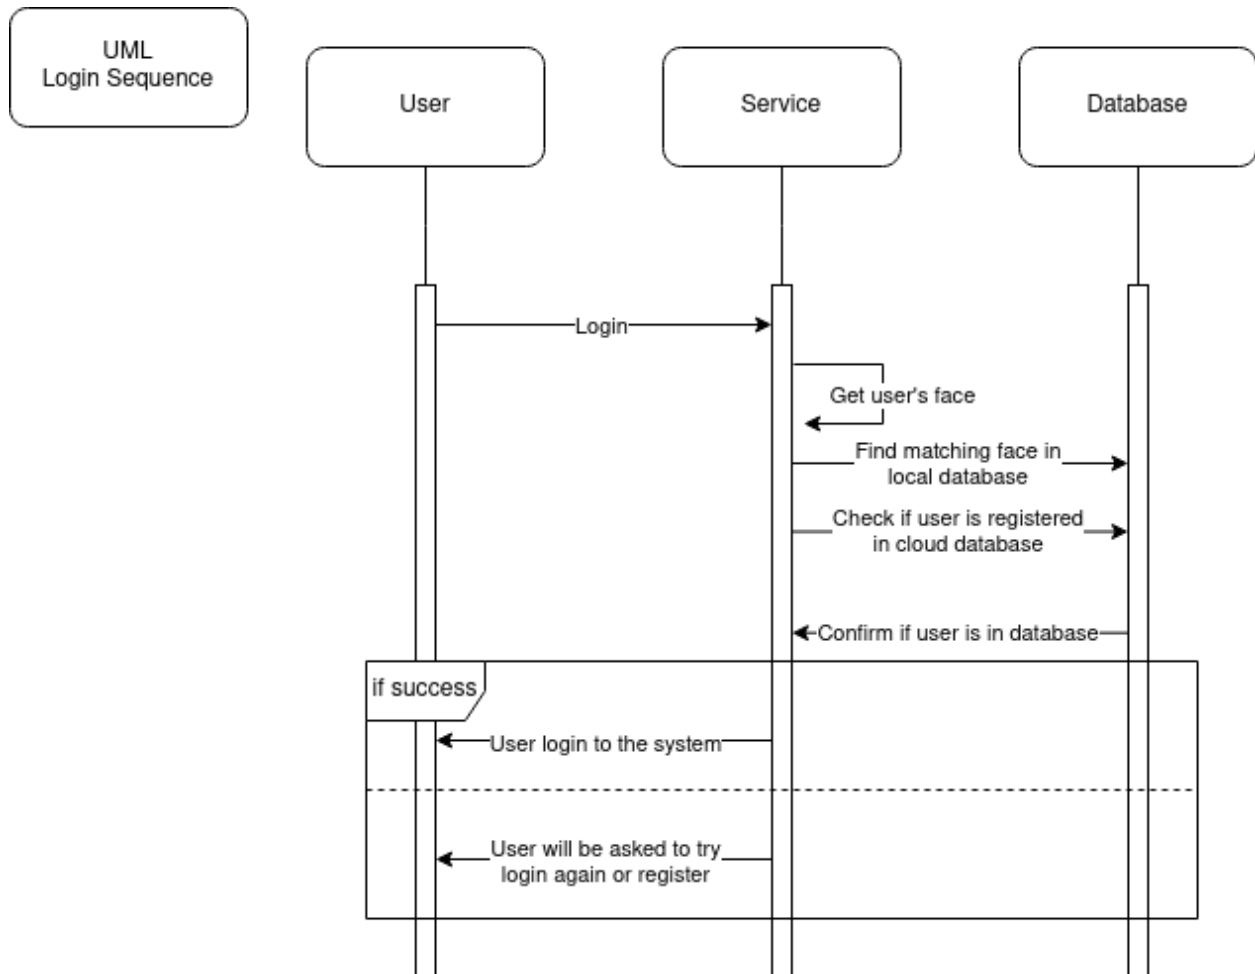 UML
Login Sequence
User
Service
Database
Login
Get user's face
Find matching face in
local database
Check if user is registered
in cloud database
Confirm if user is in database
if success
User login to the system
User will be asked to try
login again or register